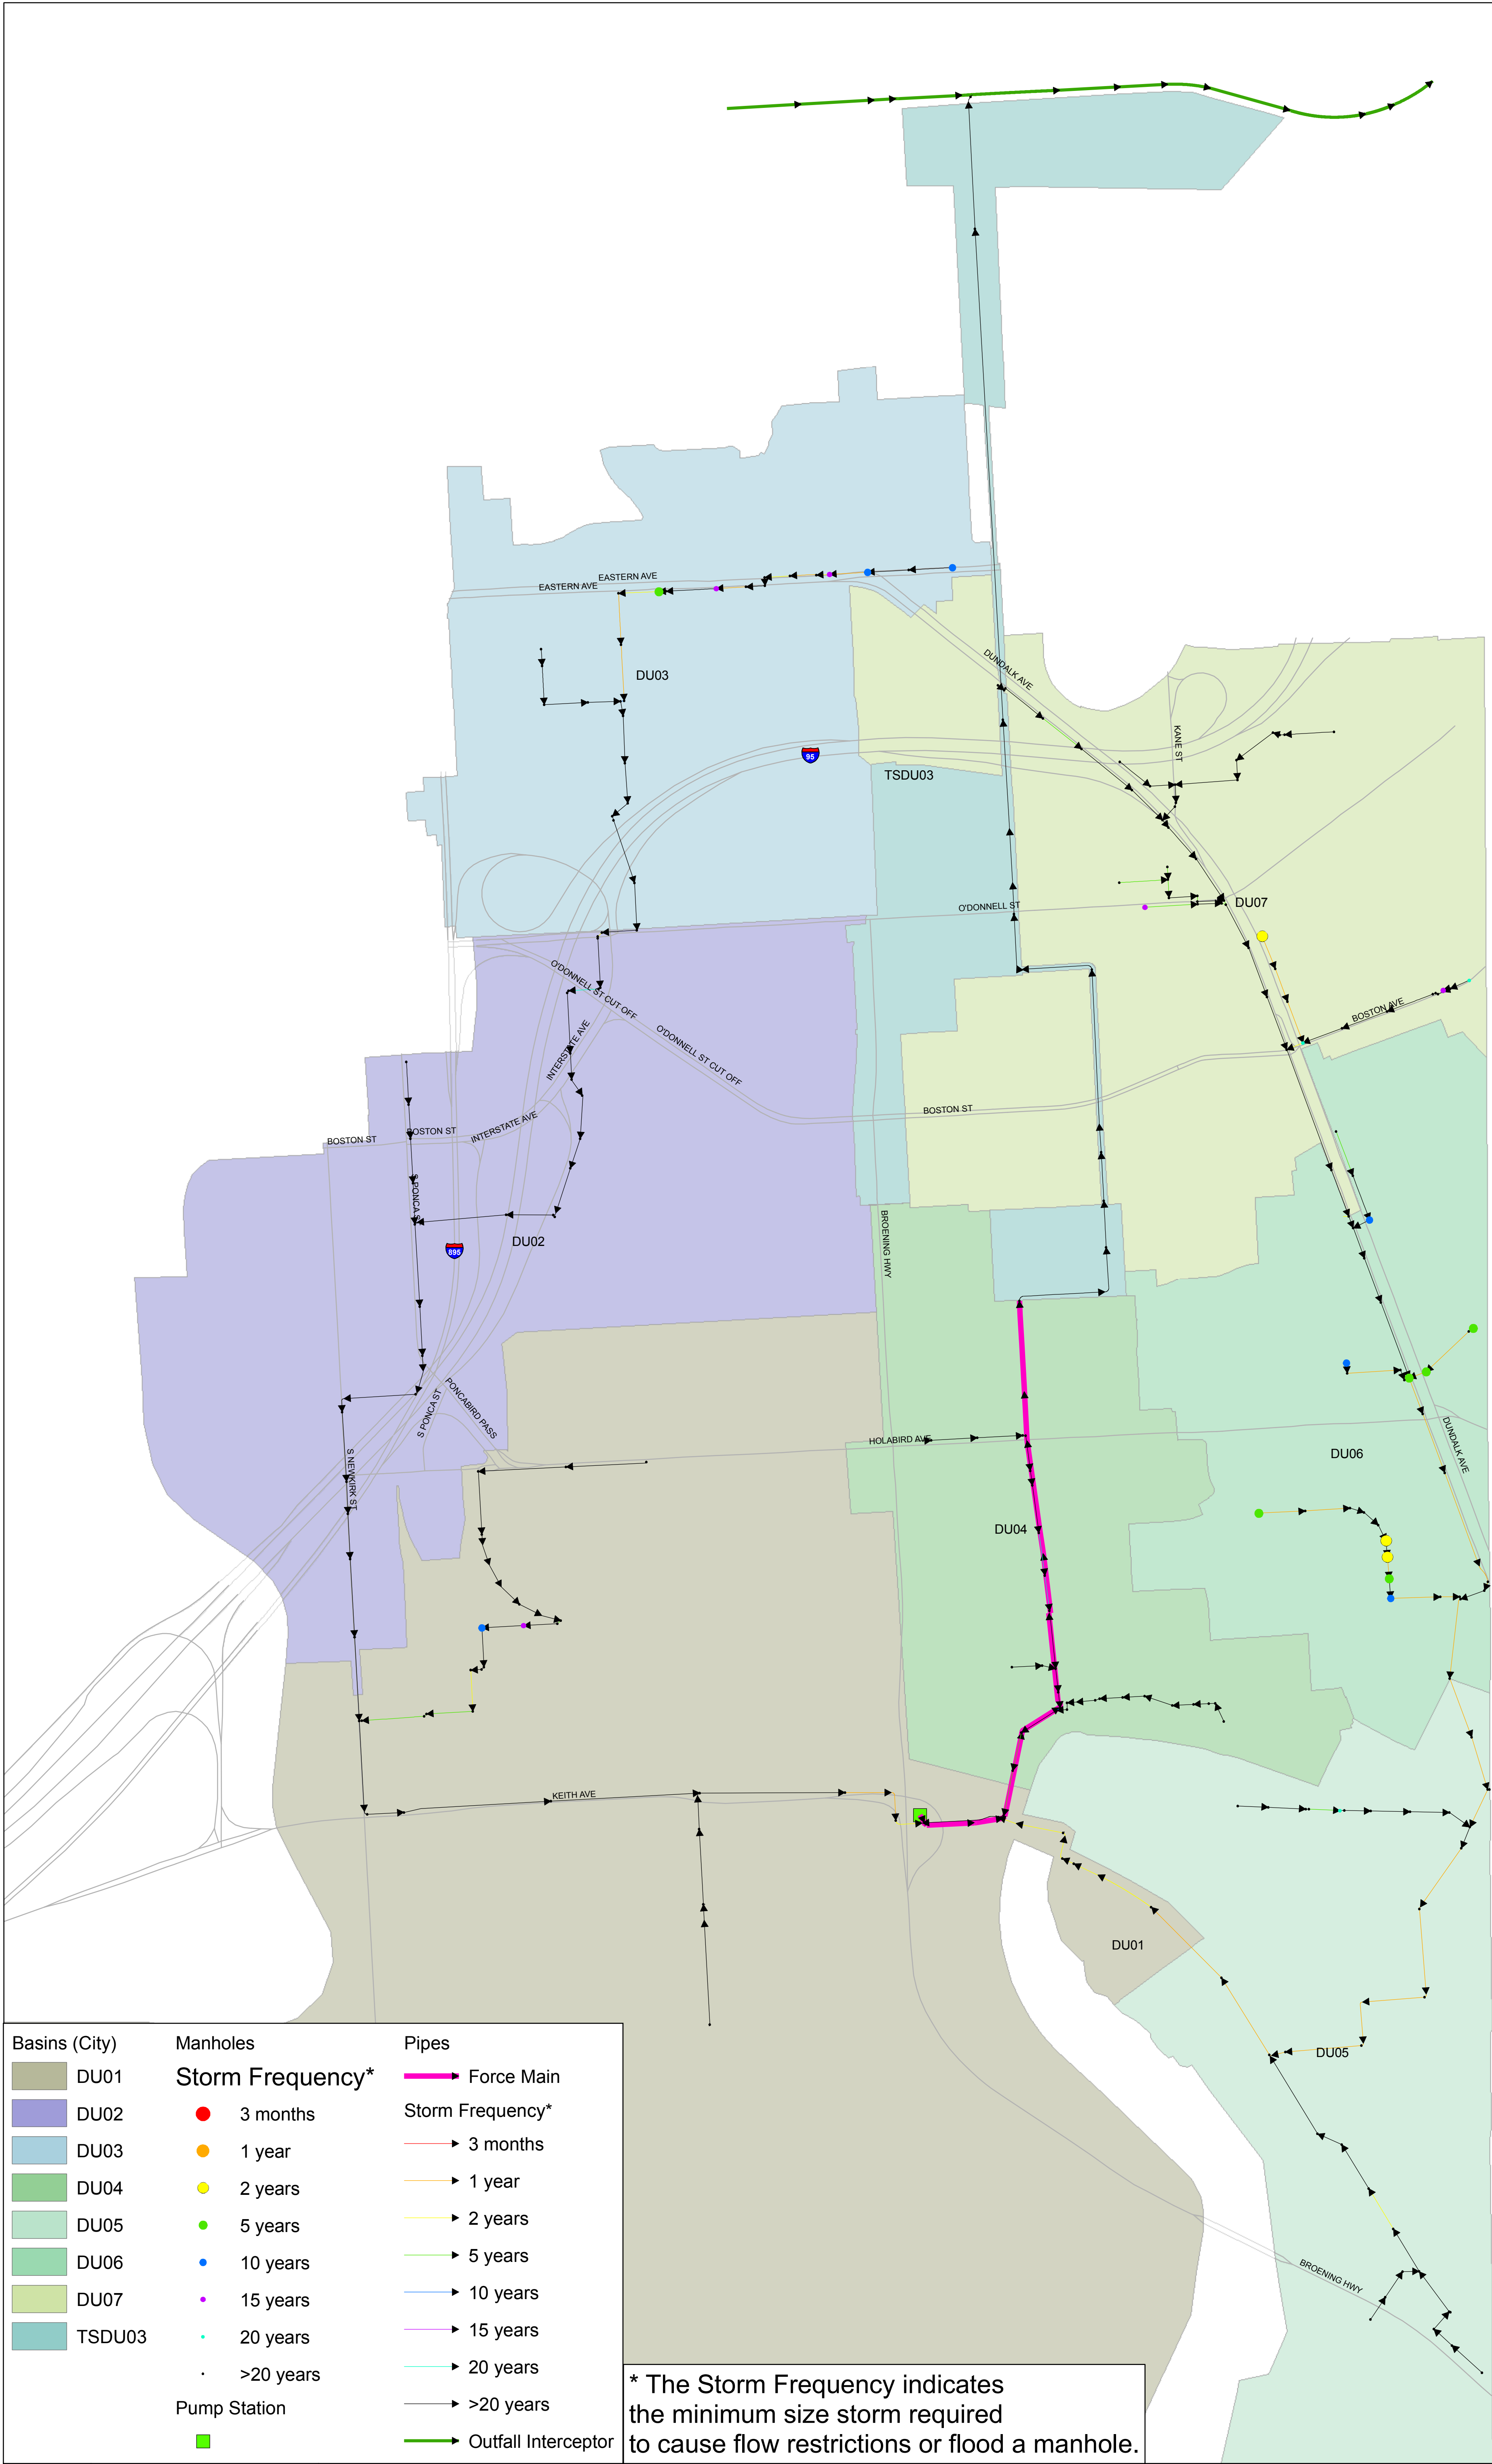 EASTERN AVE
EASTERN AVE
DUNDALK AVE
DU03
KANE ST
95
TSDU03
DU07
O'DONNELL ST
O'DONNELL ST CUT OFF
BOSTON AVE
INTERSTATE AVE
O'DONNELL ST CUT OFF
BOSTON ST
INTERSTATE AVE
BOSTON ST
BOSTON ST
S PONCA ST
BROENING HWY
DU02
895
PONCABIRD PASS
S PONCA ST
HOLABIRD AVE
DUNDALK AVE
DU06
S NEWKIRK ST
DU04
KEITH AVE
DU01
DU05
BROENING HWY
Basins (City)
DU01
DU02
DU03
DU04
DU05
DU06
DU07
TSDU03
Manholes
Storm Frequency*
3 months
1 year
2 years
5 years
10 years
15 years
20 years
>20 years
Pump Station
Pipes
Force Main
Storm Frequency*
3 months
1 year
2 years
5 years
10 years
15 years
20 years
>20 years
Outfall Interceptor
* The Storm Frequency indicates
the minimum size storm required
to cause flow restrictions or flood a manhole.